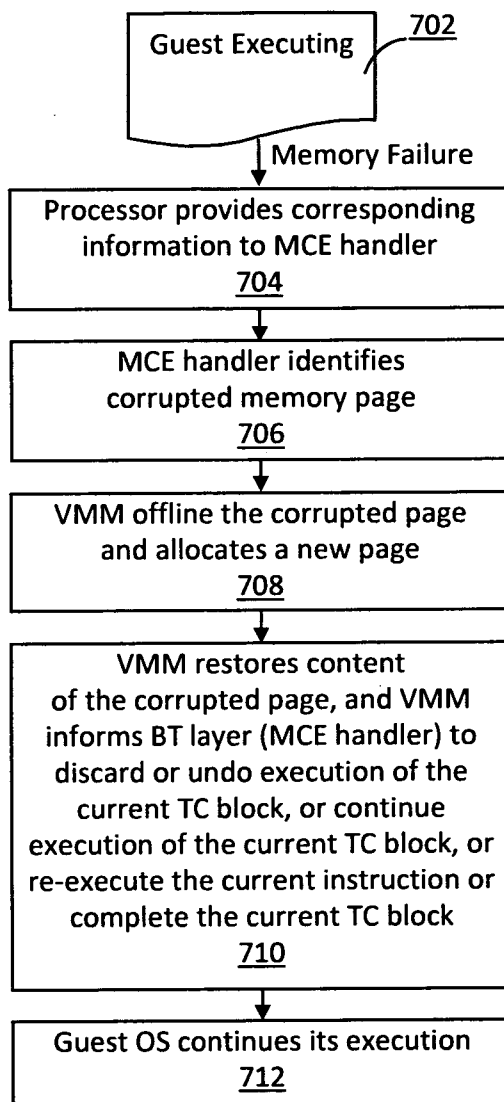 Guest Executing
702
Memory Failure
Processor provides corresponding
information to MCE handler
704
MCE handler identifies
corrupted memory page
706
VMM offline the corrupted page
and allocates a new page
708
VMM restores content
of the corrupted page, and VMM
informs BT layer (MCE handler) to
discard or undo execution of the
current TC block, or continue
execution of the current TC block, or
re-execute the current instruction or
complete the current TC block
710
Guest OS continues its execution
712